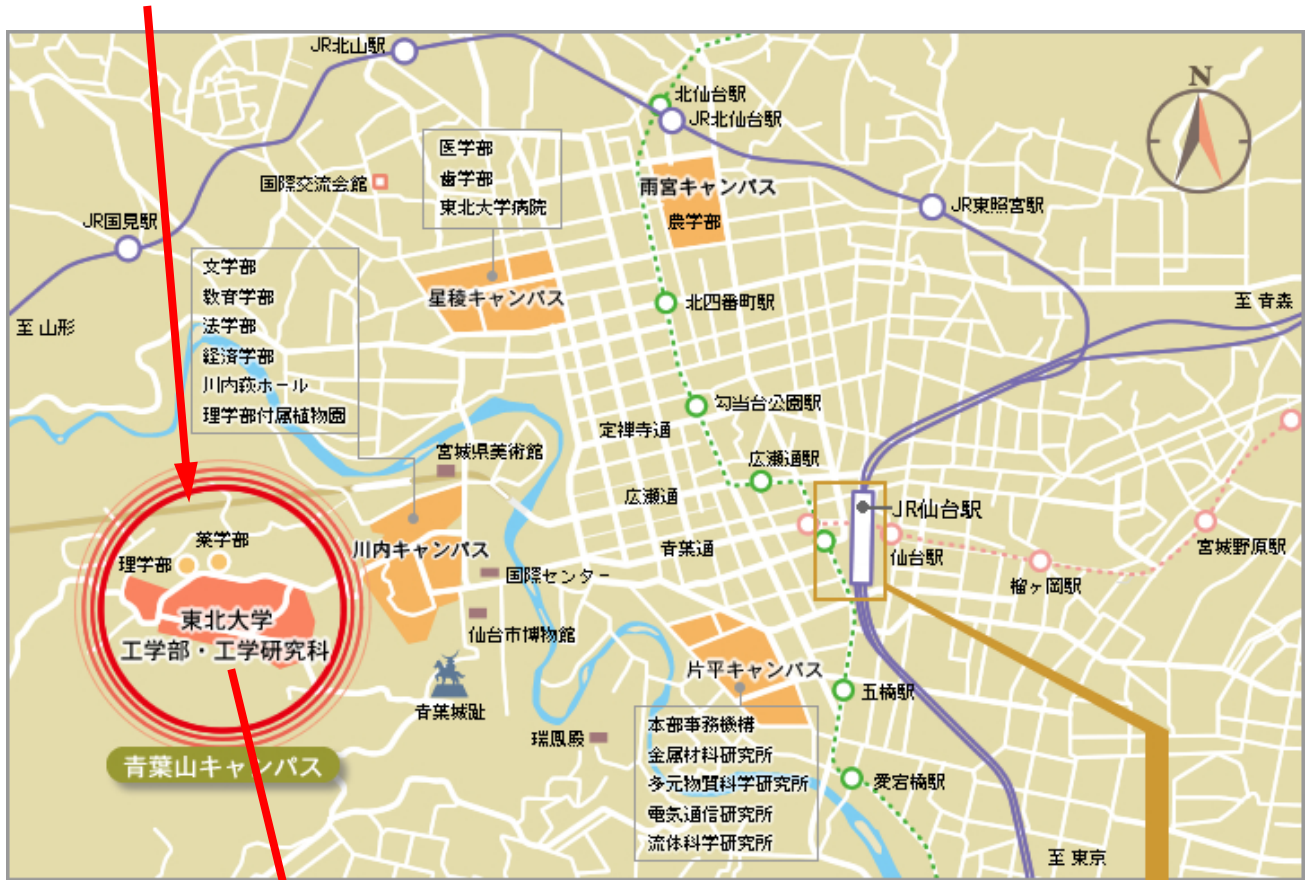 JR北山駅
N
北仙台駅
JR北仙台駅
医学部
歯学部
東北大学病院
国際交流会館
雨宮キャンパス
農学部
JR東照宮駅
JR国見駅
文学部
教育学部
法学部
経済学部
川内萩ホール
理学部付属植物園
星稜キャンパス
北四番町駅
至 青森
至 山形
勾当台公園駅
定禅寺通
宮城県美術館
広瀬通駅
広瀬通
JR仙台駅
青葉通
仙台駅
宮城野原駅
榴ヶ岡駅
川内キャンパス
国際センター
仙台市博物館
薬学部
理学部
東北大学
工学部・工学研究科
青葉城趾
青葉山キャンパス
瑞鳳殿
片平キャンパス
五橋駅
本部事務機構
金属材料研究所
多元物質科学研究所
電気通信研究所
流体科学研究所
愛宕橋駅
至 東京